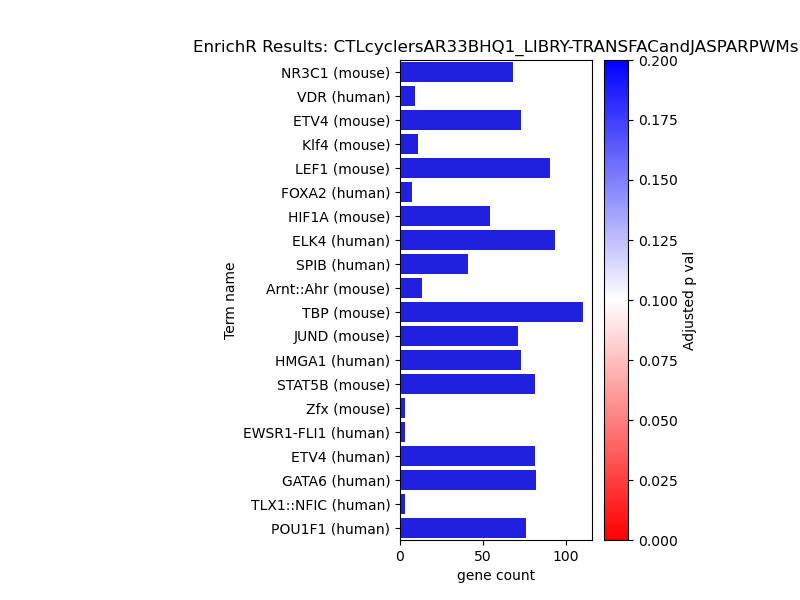 EnrichR Results: CTLcyclersAR33BHQ1_LIBRY-TRANSFACandJASPARPWMs
NR3C1 (mouse)
VDR (human)
ETV4 (mouse)
Klf4 (mouse)
LEF1 (mouse)
FOXA2 (human)
HIF1A (mouse)
ELK4 (human)
SPIB (human)
Arnt::Ahr (mouse)
TBP (mouse)
JUND (mouse)
HMGA1 (human)
STAT5B (mouse)
Zfx (mouse)
EWSR1-FLI1 (human)
ETV4 (human)
GATA6 (human)
TLX1::NFIC (human)
POU1F1 (human)
Term name
0 50 100
gene count
0.200
0.175
0.150
0.125
0.100
0.075
0.050
0.025
0.000
Adjusted p val